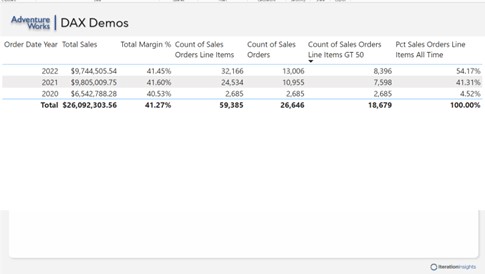 Adventure Works DAX Demos
Order Date Year Total Sales Total Margin % Count of Sales Orders Line Items Count of Sales Orders Count of Sales Orders Line Items GT 50 Pct Sales Orders Line Items All Time
2022 $9,744,505.54 41.45% 32,166 13,006 8,396 54.17%
2021 $9,805,009.75 41.60% 24,534 10,955 7,598 41.31%
2020 $6,542,788.28 40.53% 2,685 2,685 2,685 4.52%
Total $26,092,303.56 41.27% 59,385 26,646 18,679 100.00%
iterationinsights